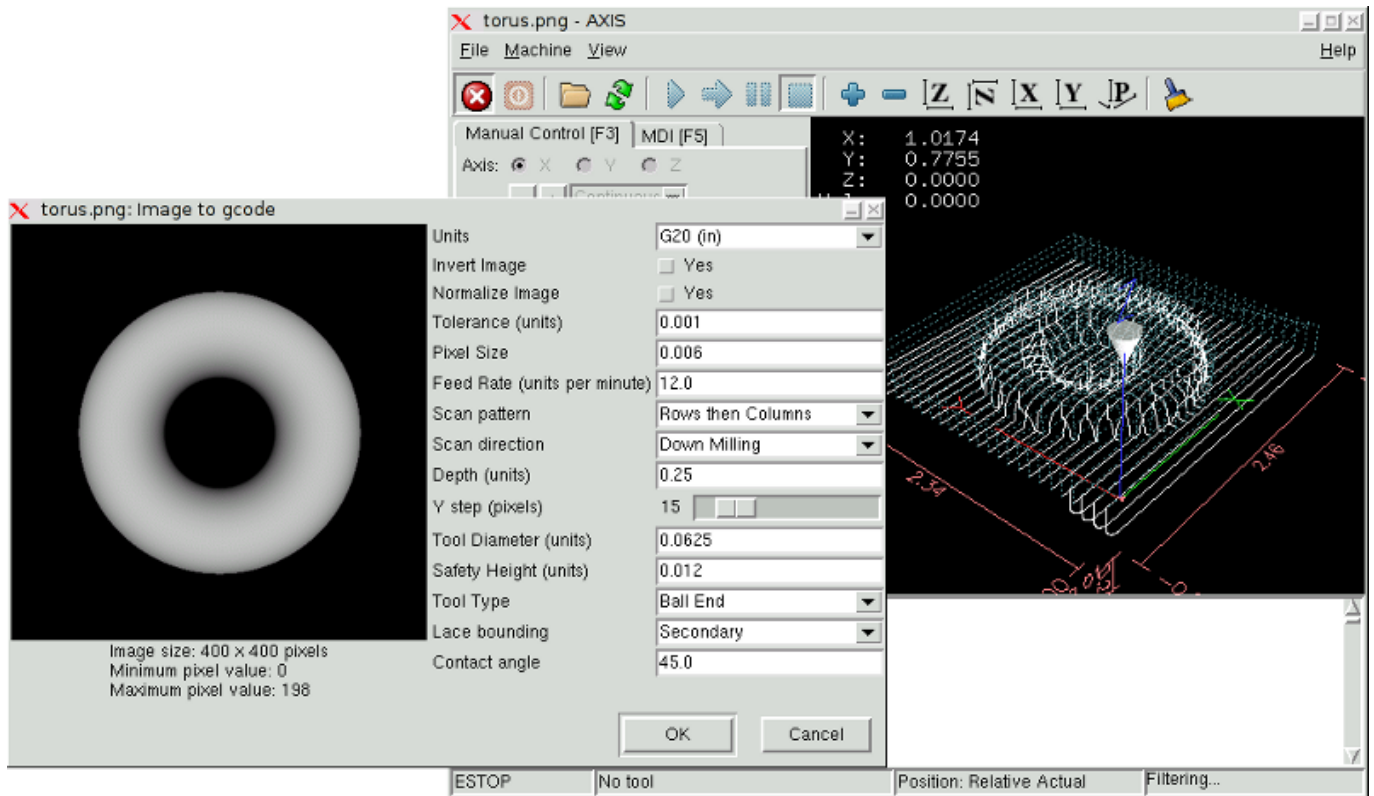 torus.png - AXIS
File Machine View Help
Z N X Y P
Manual Control [F3] MDI [F5]
Axis: X Y Z
Continuous
X: 1.0174
Y: 0.7755
Z: 0.0000
0.0000
torus.png: Image to gcode
Units G20 (in)
Invert Image Yes
Normalize Image Yes
Tolerance (units) 0.001
Pixel Size 0.006
Feed Rate (units per minute) 12.0
Scan pattern Rows then Columns
Scan direction Down Milling
Depth (units) 0.25
Y step (pixels) 15
Tool Diameter (units) 0.0625
Safety Height (units) 0.012
Tool Type Ball End
Lace bounding Secondary
Contact angle 45.0
Image size: 400 x 400 pixels
Minimum pixel value: 0
Maximum pixel value: 198
OK Cancel
Y X
2.34 2.46
ESTOP No tool Position: Relative Actual Filtering...